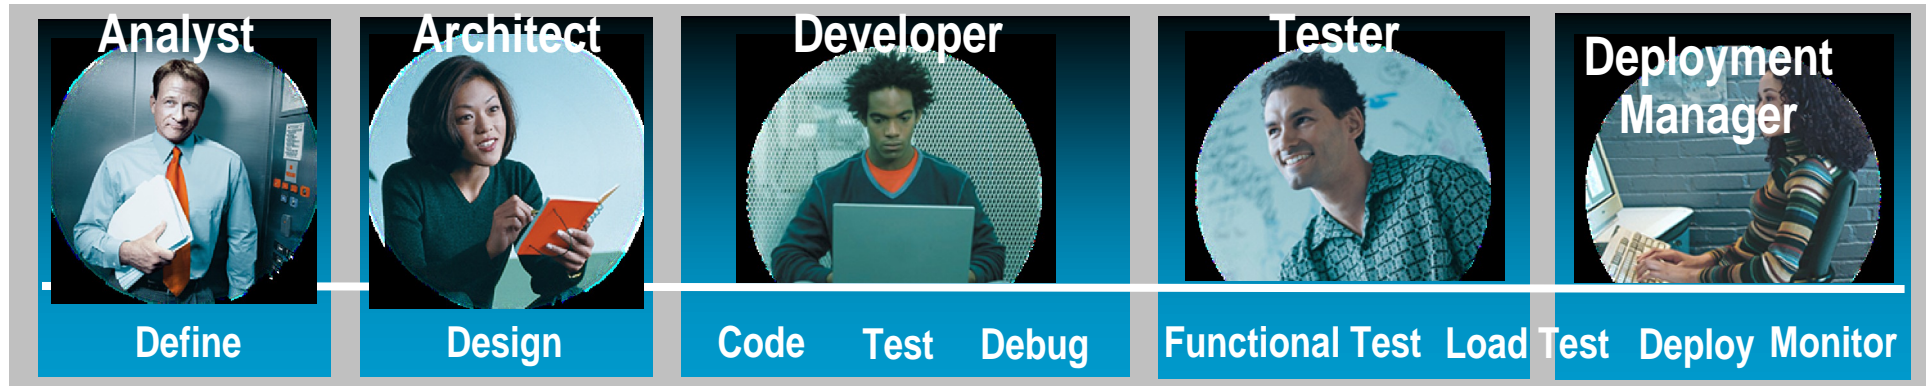 Analyst
Architect
Developer
Tester
Deployment
Manager
Define
Design
Code Test Debug
Functional Test Load Test
Deploy Monitor